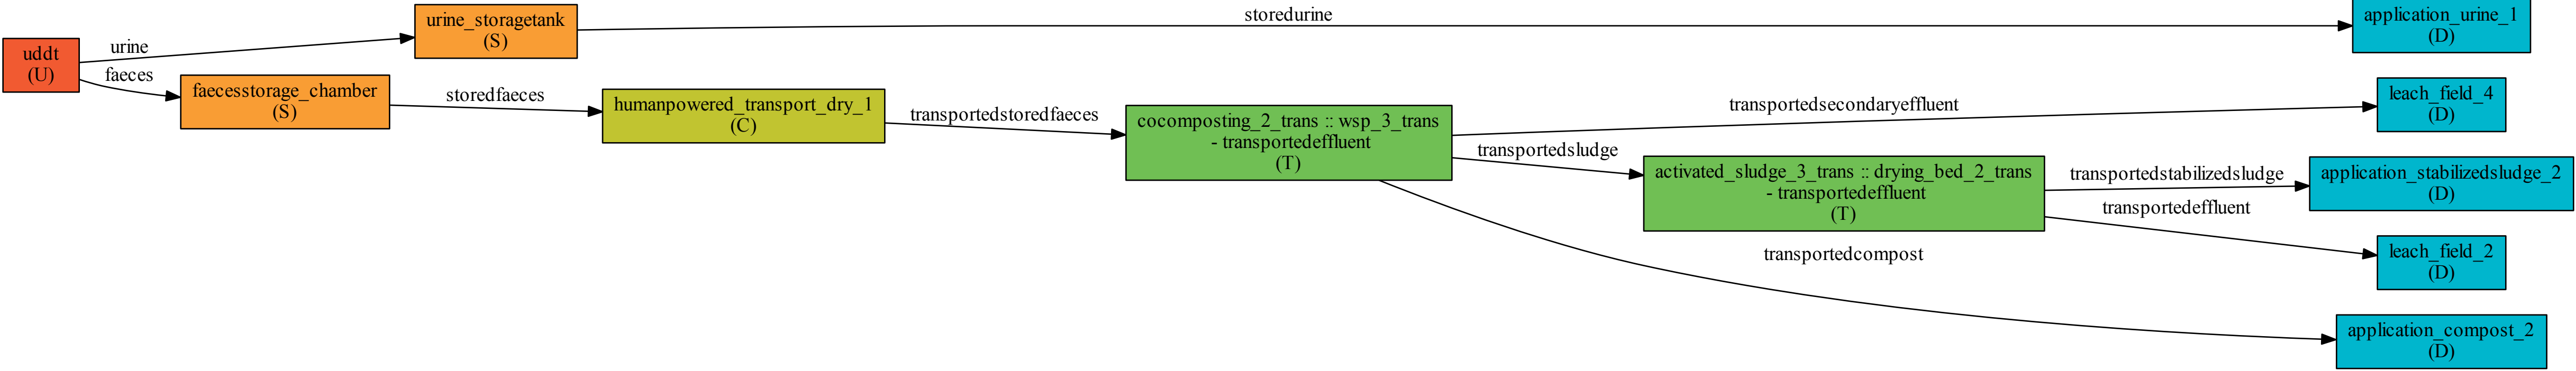 uddt
(U)
urine
faeces
urine_storagetank
(S)
faecesstorage_chamber
(S)
storedurine
storedfaeces
humanpowered_transport_dry_1
(C)
transportedstoredfaeces
cocomposting_2_trans :: wsp_3_trans
- transportedeffluent
(T)
transportedsecondaryeffluent
transportedsludge
transportedcompost
activated_sludge_3_trans :: drying_bed_2_trans
- transportedeffluent
(T)
transportedstabilizedsludge
transportedeffluent
application_urine_1
(D)
leach_field_4
(D)
application_stabilizedsludge_2
(D)
leach_field_2
(D)
application_compost_2
(D)